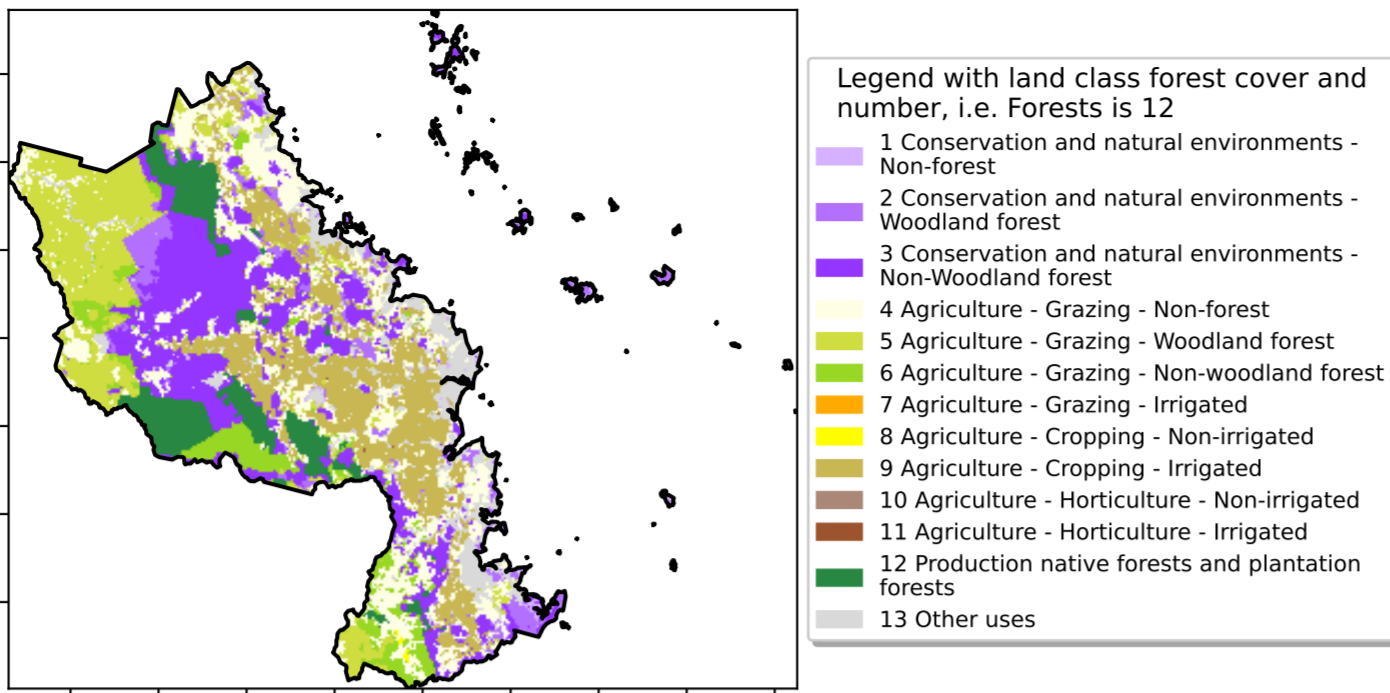 Legend with land class forest cover and
number, i.e. Forests is 12
1 Conservation and natural environments -
Non-forest
2 Conservation and natural environments -
Woodland forest
3 Conservation and natural environments -
Non-Woodland forest
4 Agriculture - Grazing - Non-forest
5 Agriculture - Grazing - Woodland forest
6 Agriculture - Grazing - Non-woodland forest
7 Agriculture - Grazing - Irrigated
8 Agriculture - Cropping - Non-irrigated
9 Agriculture - Cropping - Irrigated
10 Agriculture - Horticulture - Non-irrigated
11 Agriculture - Horticulture - Irrigated
12 Production native forests and plantation
forests
13 Other uses